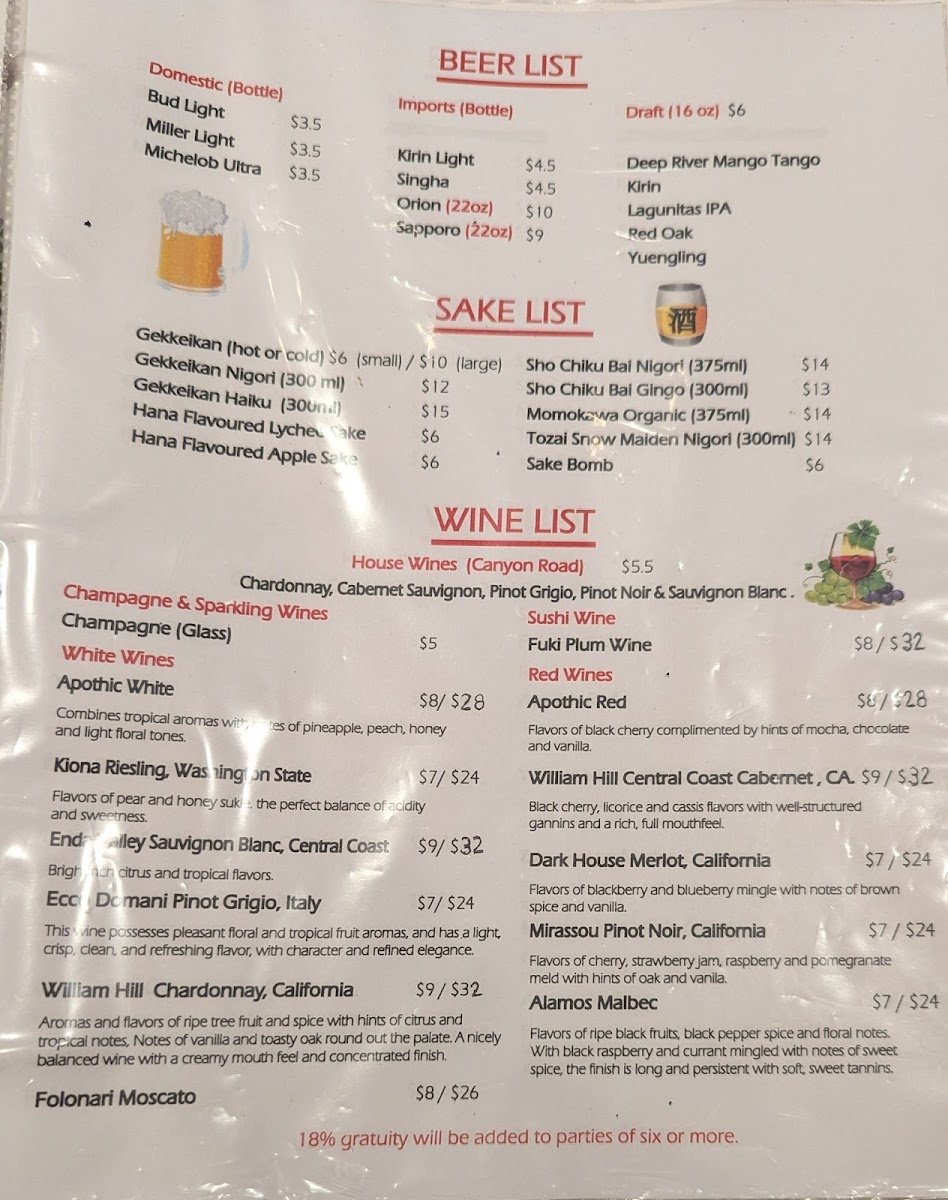 BEER LIST
Domestic (Bottle)
Bud Light $3.5
Miller Light $3.5
Michelob Ultra $3.5
Imports (Bottle)
Kirin Light $4.5
Singha $4.5
Orion (22oz) $10
Sapporo (22oz) $9
Draft (16 oz) $6
Deep River Mango Tango
Kirin
Lagunitas IPA
Red Oak
Yuengling
SAKE LIST
酒
Gekkeikan (hot or cold) $6 (small) / $10 (large)
Gekkeikan Nigori (300 ml) $12
Gekkeikan Haiku (300ml) $15
Hana Flavoured Lychee Sake $6
Hana Flavoured Apple Sake $6
Sho Chiku Bai Nigori (375ml) $14
Sho Chiku Bai Gingo (300ml) $13
Momokawa Organic (375ml) $14
Tozai Snow Maiden Nigori (300ml) $14
Sake Bomb $6
WINE LIST
House Wines (Canyon Road) $5.5
Chardonnay, Cabernet Sauvignon, Pinot Grigio, Pinot Noir & Sauvignon Blanc .
Champagne & Sparkling Wines
Champagne (Glass) $5
White Wines
Apothic White $8/ $28
Combines tropical aromas with notes of pineapple, peach, honey
and light floral tones.
Kiona Riesling, Washington State $7/ $24
Flavors of pear and honey the perfect balance of acidity
and sweetness.
Sauvignon Blanc, Central Coast $9/ $32
citrus and tropical flavors.
Ecco Domani Pinot Grigio, Italy $7/ $24
This wine possesses pleasant floral and tropical fruit aromas, and has a light,
crisp, clean, and refreshing flavor, with character and refined elegance.
William Hill Chardonnay, California $9 / $32
Aromas and flavors of ripe tree fruit and spice with hints of citrus and
tropical notes, Notes of vanilla and toasty oak round out the palate. A nicely
balanced wine with a creamy mouth feel and concentrated finish.
Folonari Moscato $8 / $26
Sushi Wine
Fuki Plum Wine $8 / $32
Red Wines
Apothic Red $8 / $28
Flavors of black cherry complimented by hints of mocha, chocolate
and vanilla.
William Hill Central Coast Cabernet , CA. $9 / $32
Black cherry, licorice and cassis flavors with well-structured
gannins and a rich, full mouthfeel.
Dark House Merlot, California $7 / $24
Flavors of blackberry and blueberry mingle with notes of brown
spice and vanilla.
Mirassou Pinot Noir, California $7 / $24
Flavors of cherry, strawberry jam, raspberry and pomegranate
meld with hints of oak and vanila.
Alamos Malbec $7 / $24
Flavors of ripe black fruits, black pepper spice and floral notes.
With black raspberry and currant mingled with notes of sweet
spice, the finish is long and persistent with soft, sweet tannins.
18% gratuity will be added to parties of six or more.